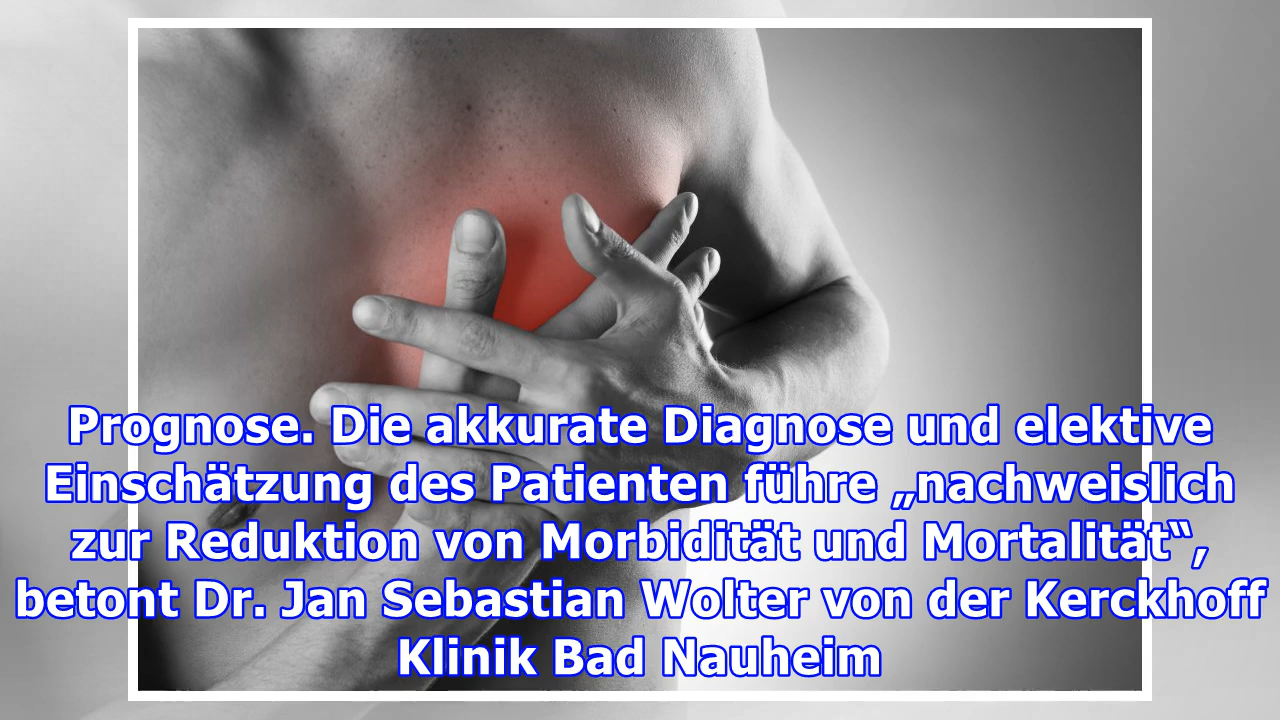 Prognose. Die akkurate Diagnose und elektive
Einschätzung des Patienten führe „nachweislich
zur Reduktion von Morbidität und Mortalität“,
betont Dr. Jan Sebastian Wolter von der Kerckhoff
Klinik Bad Nauheim